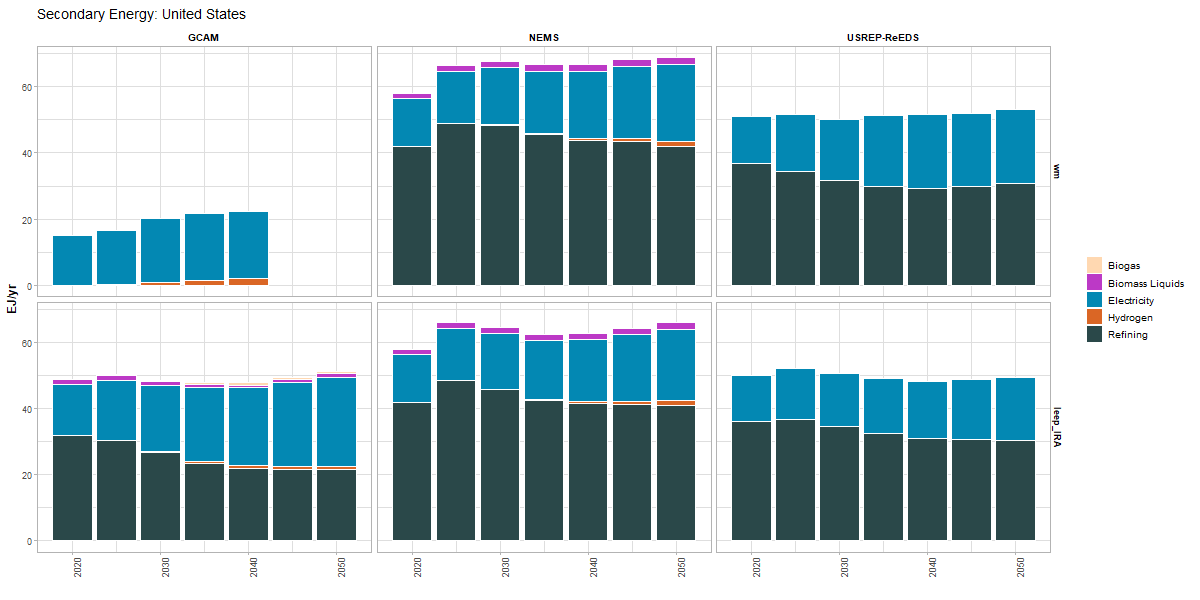 Secondary Energy: United States
GCAM
NEMS
USREP-ReEDS
60
40
20
0
wm
60
40
20
0
leep_IRA
EJ/yr
2020
2030
2040
2050
2020
2030
2040
2050
2020
2030
2040
2050
Biogas
Biomass Liquids
Electricity
Hydrogen
Refining